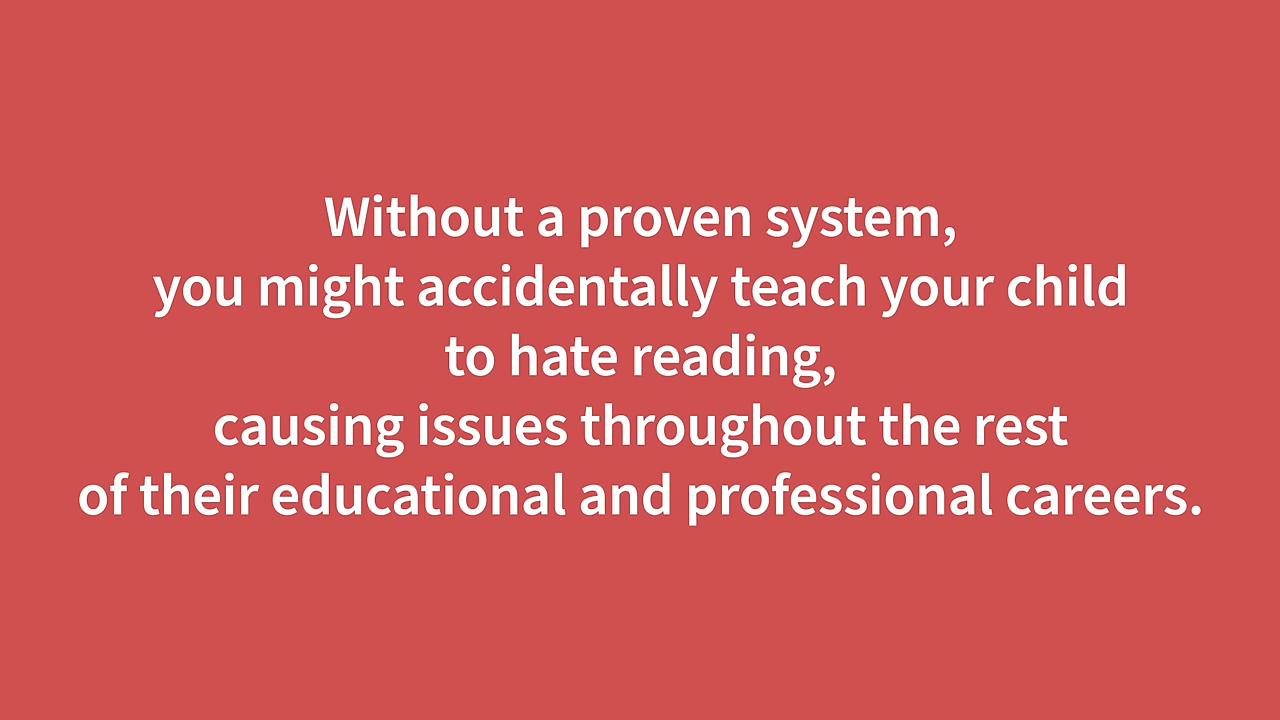 Without a proven system,
you might accidentally teach your child
to hate reading,
causing issues throughout the rest
of their educational and professional careers.